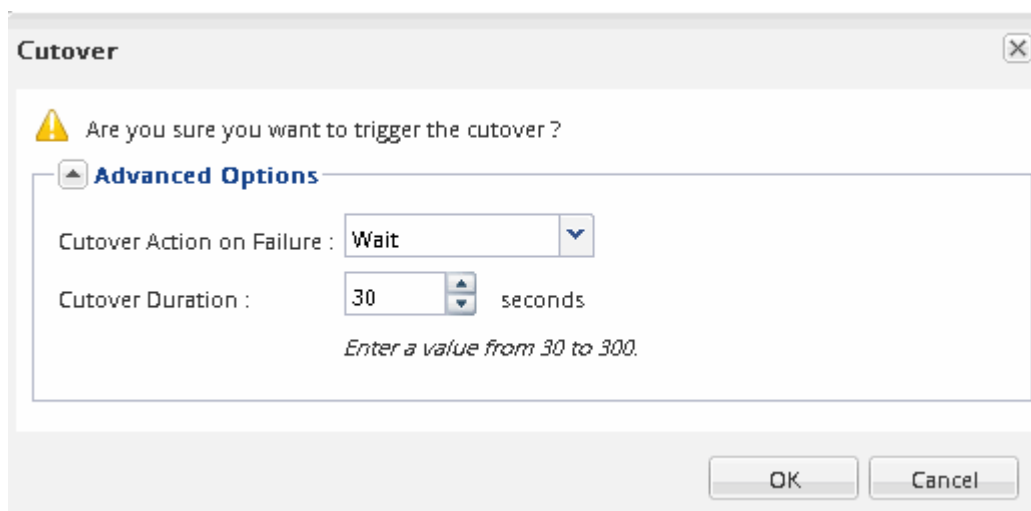 Cutover
Are you sure you want to trigger the cutover ?
Advanced Options
Cutover Action on Failure : Wait
Cutover Duration : 30 seconds
Enter a value from 30 to 300.
OK Cancel